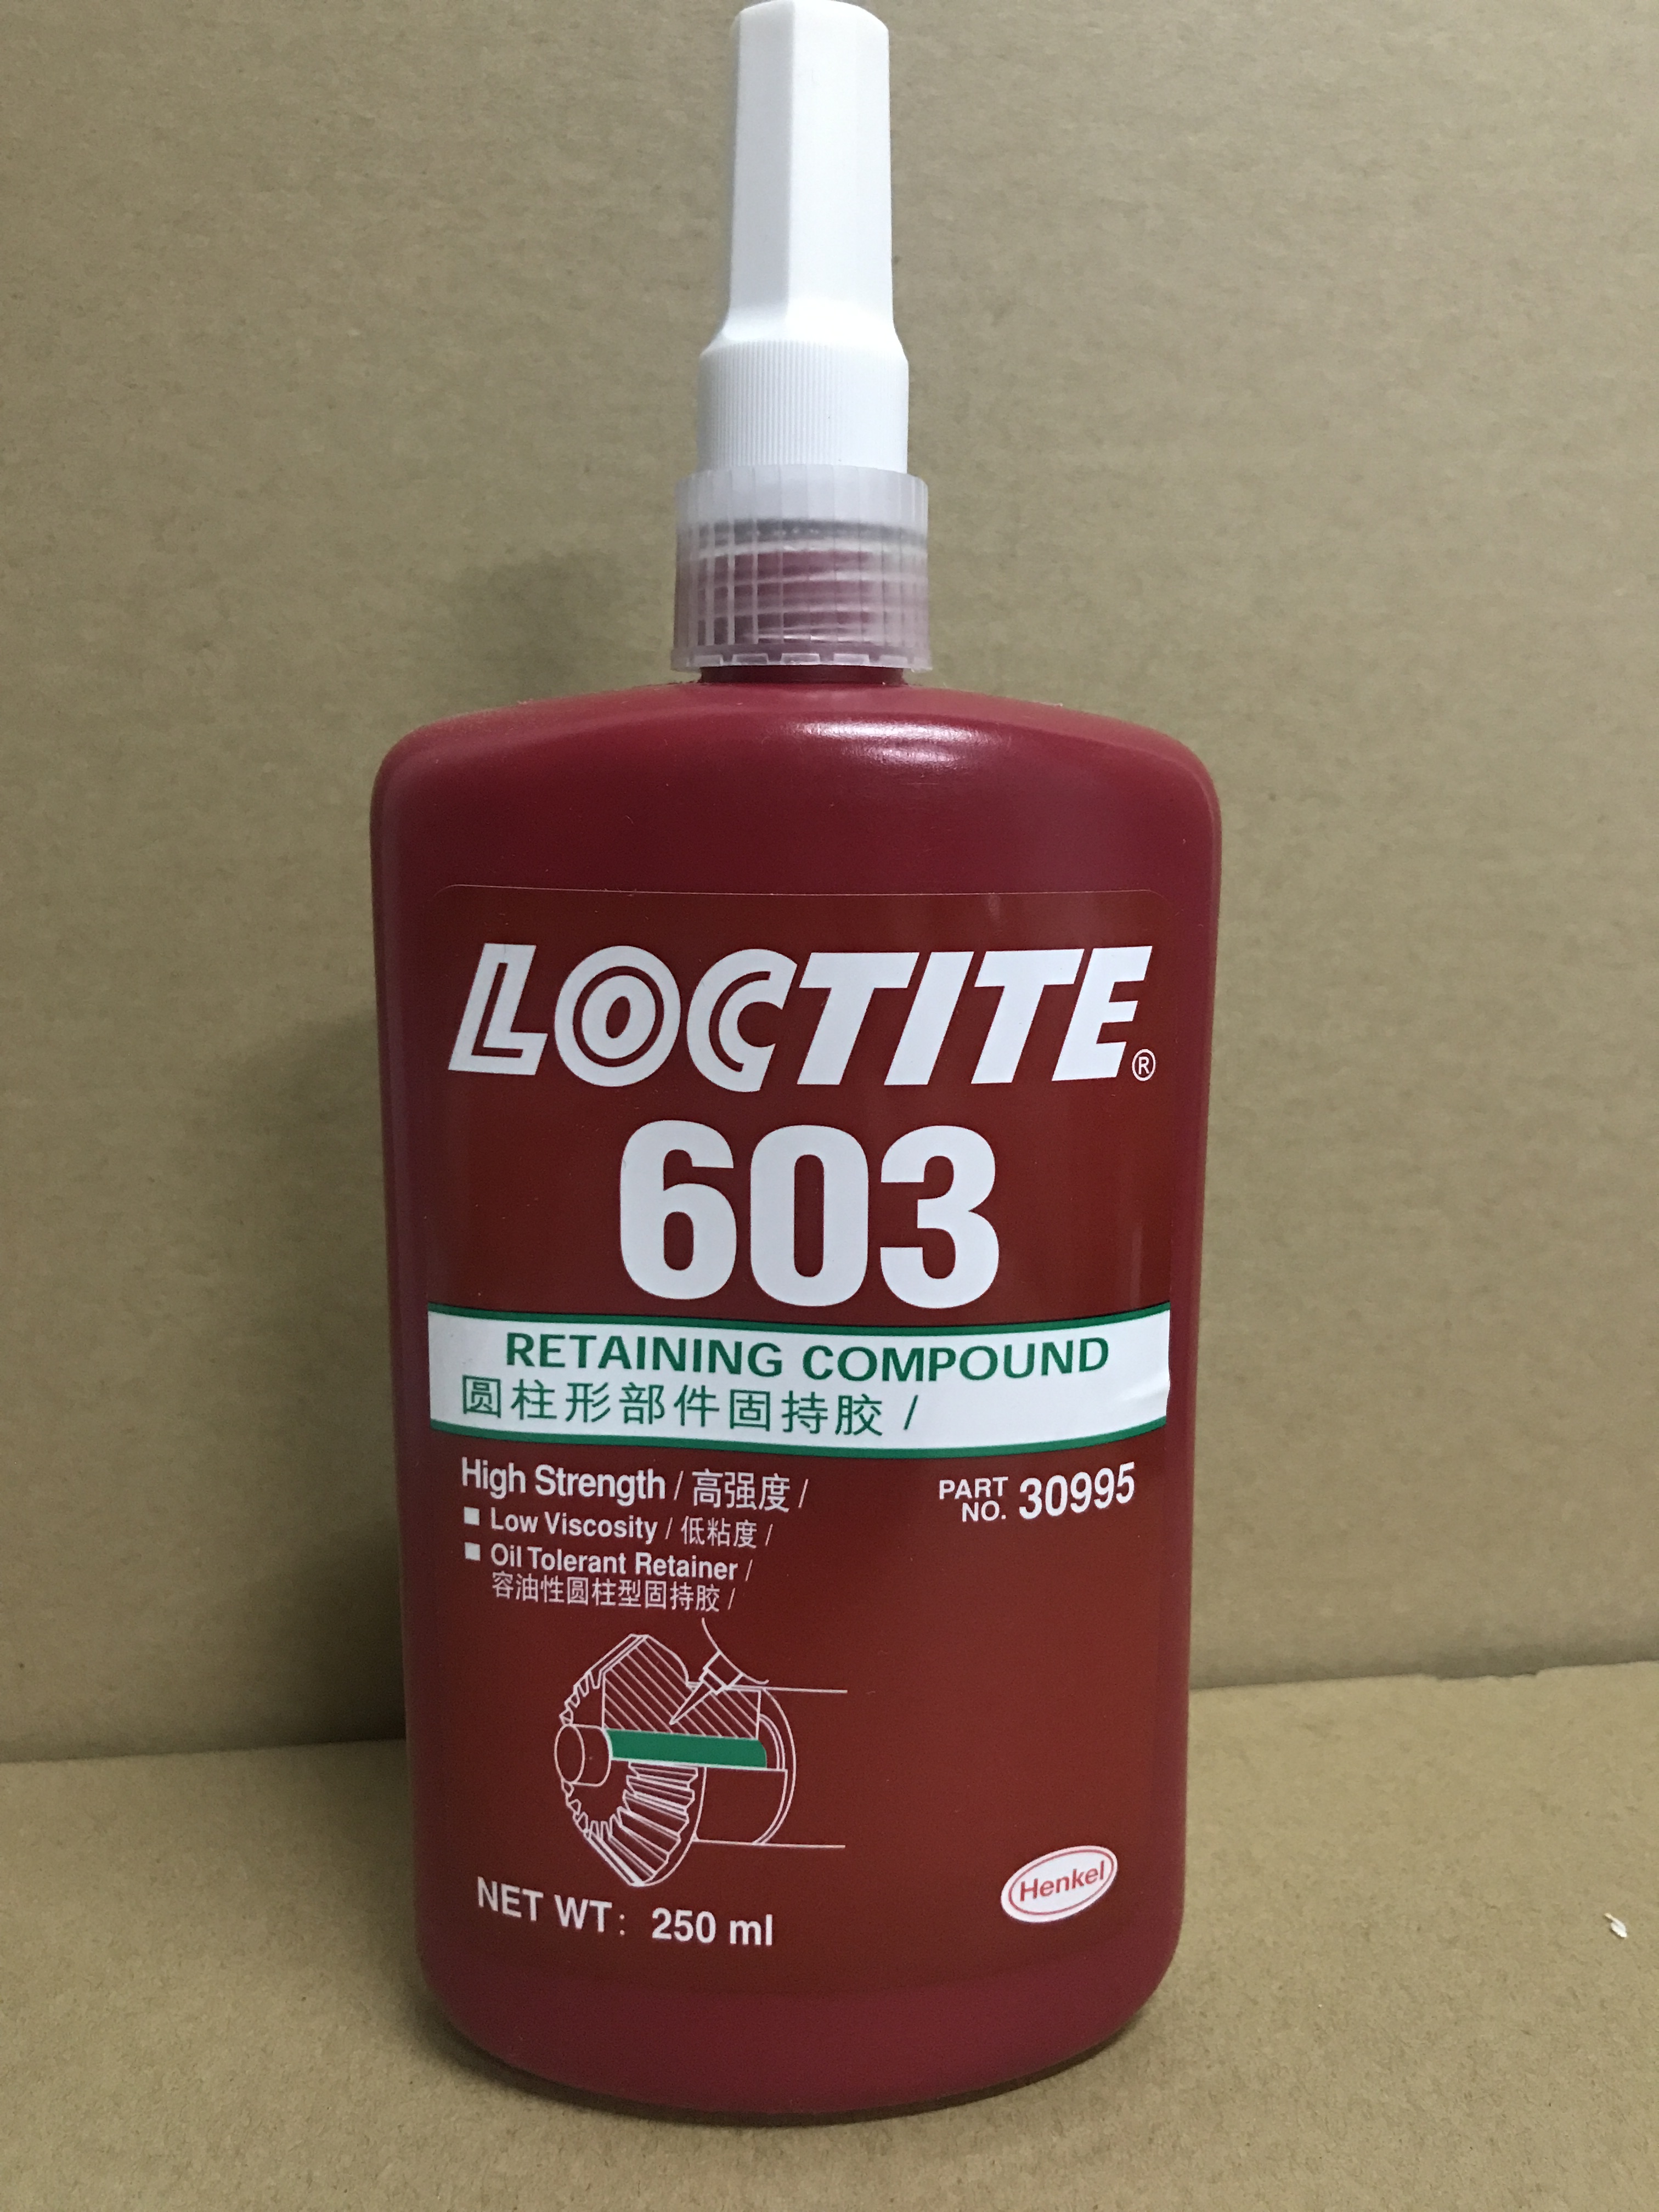 LOCTITE®
603
RETAINING COMPOUND
圆柱形部件固持胶 /
High Strength / 高强度 /
■ Low Viscosity / 低粘度 /
■ Oil Tolerant Retainer /
容油性圆柱型固持胶 /
PART NO. 30995
NET WT: 250 ml
Henkel